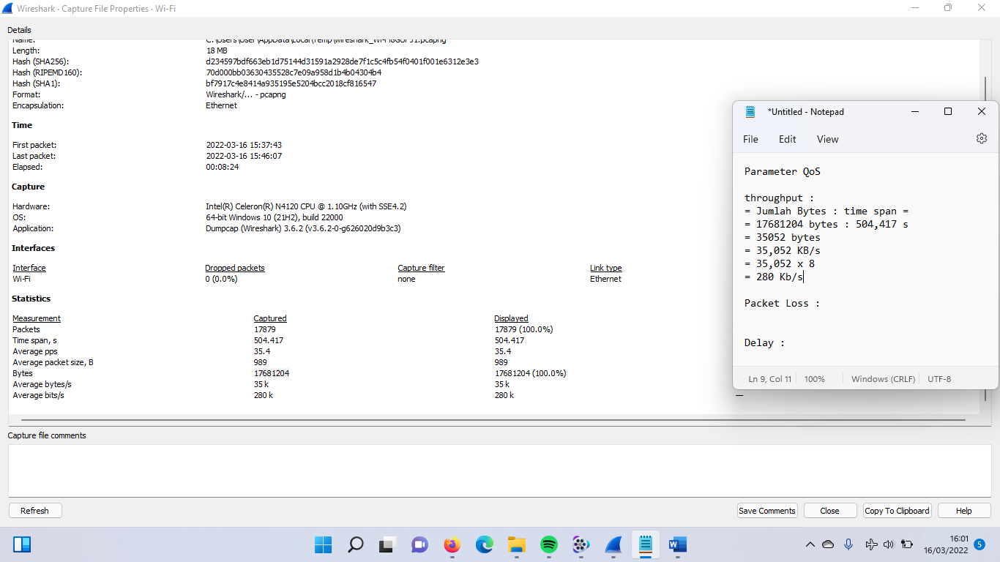 Wireshark · Capture File Properties · Wi-Fi
Details
Name:
Length: 18 MB
Hash (SHA256): d234597bdf663eb1d75144d31591a2928de7f1c5c4fb54f0401f001e6312e3e3
Hash (RIPEMD160): 70d000bb03630435528c7e09a958d1b4b04304b4
Hash (SHA1): bf7917c4e8414a935195e5204bcc2018cf816547
Format: Wireshark/... - pcapng
Encapsulation: Ethernet
Time
First packet: 2022-03-16 15:37:43
Last packet: 2022-03-16 15:46:07
Elapsed: 00:08:24
Capture
Hardware: Intel(R) Celeron(R) N4120 CPU @ 1.10GHz (with SSE4.2)
OS: 64-bit Windows 10 (21H2), build 22000
Application: Dumpcap (Wireshark) 3.6.2 (v3.6.2-0-g626020d9b3c3)
Interfaces
Interface Dropped packets Capture filter Link type
Wi-Fi 0 (0.0%) none Ethernet
Statistics
Measurement Captured Displayed
Packets 17879 17879 (100.0%)
Time span, s 504.417 504.417
Average pps 35.4 35.4
Average packet size, B 989 989
Bytes 17681204 17681204 (100.0%)
Average bytes/s 35 k 35 k
Average bits/s 280 k 280 k
—
Capture file comments
Refresh Save Comments Close Copy To Clipboard Help
*Untitled - Notepad
File Edit View
Parameter QoS
throughput :
= Jumlah Bytes : time span =
= 17681204 bytes : 504,417 s
= 35052 bytes
= 35,052 KB/s
= 35,052 x 8
= 280 Kb/s
Packet Loss :
Delay :
Ln 9, Col 11 100% Windows (CRLF) UTF-8
16:01
16/03/2022 5